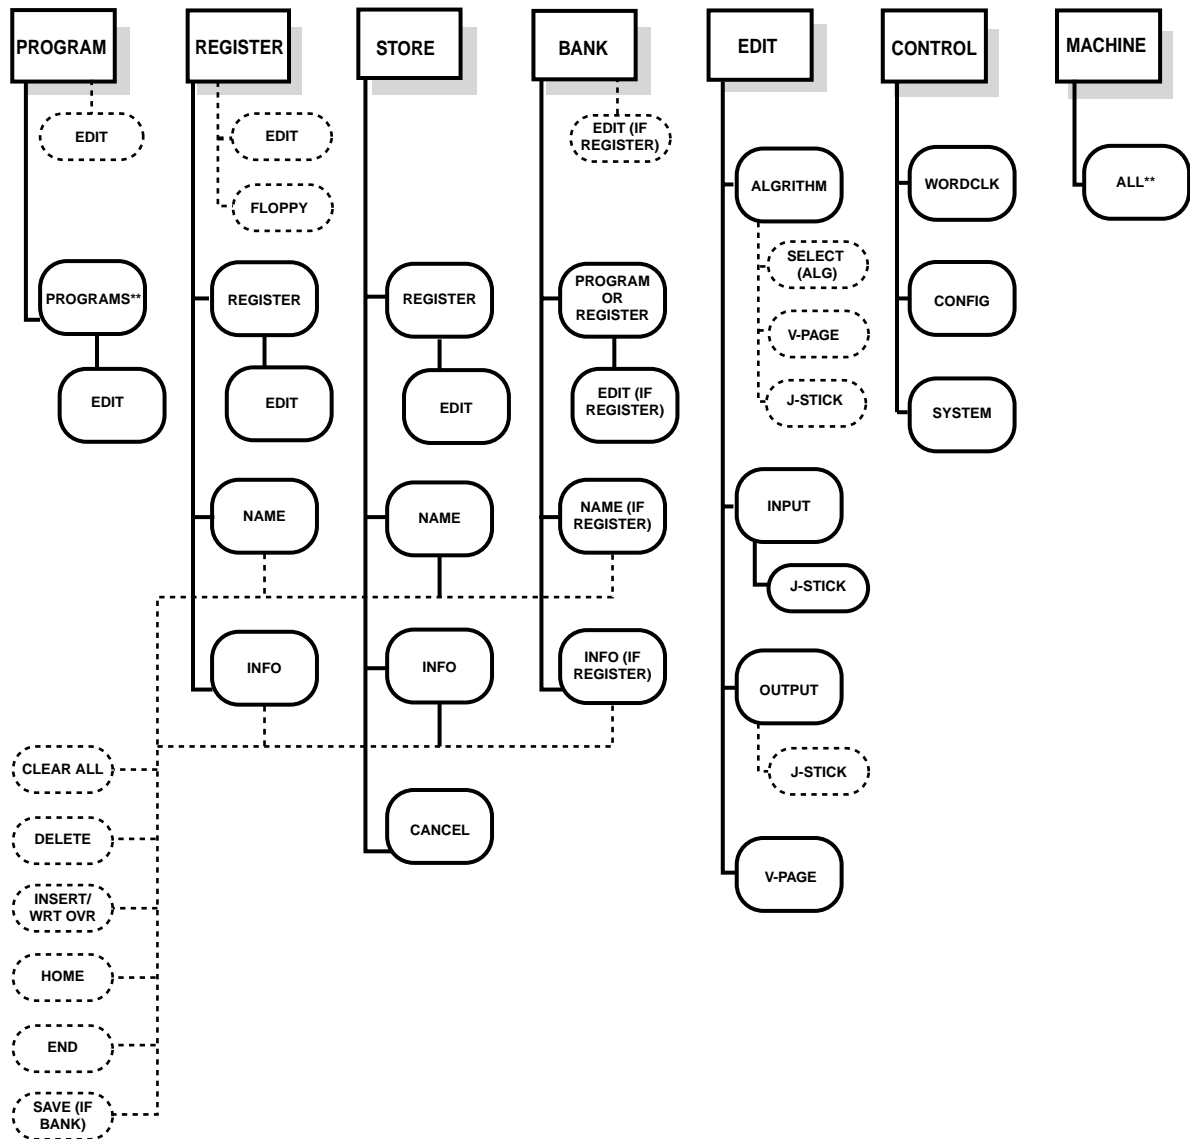 PROGRAM
REGISTER
STORE
BANK
EDIT
CONTROL
MACHINE
EDIT
EDIT
FLOPPY
EDIT (IF
REGISTER)
ALGRITHM
SELECT
(ALG)
V-PAGE
J-STICK
WORDCLK
CONFIG
SYSTEM
ALL**
PROGRAMS**
EDIT
REGISTER
EDIT
REGISTER
EDIT
PROGRAM
OR
REGISTER
EDIT (IF
REGISTER)
NAME
NAME
NAME (IF
REGISTER)
INPUT
J-STICK
INFO
INFO
INFO (IF
REGISTER)
OUTPUT
J-STICK
CANCEL
V-PAGE
CLEAR ALL
DELETE
INSERT/
WRT OVR
HOME
END
SAVE (IF
BANK)